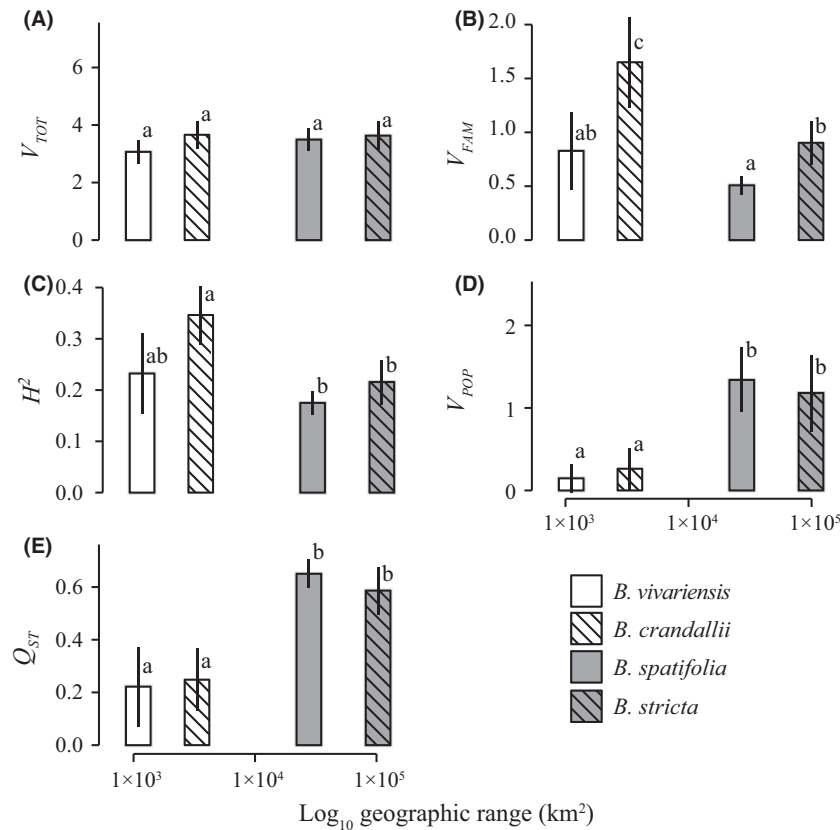 (A)
6
4
2
0
V_TOT
a
a
a
a
(B)
2.0
1.5
1.0
0.5
0.0
V_FAM
ab
c
a
b
(C)
0.4
0.3
0.2
0.1
0.0
H²
ab
a
b
b
(D)
2
1
0
V_POP
a
a
b
b
1×10³
1×10⁴
1×10⁵
(E)
0.6
0.4
0.2
0.0
Q_ST
a
a
b
b
1×10³
1×10⁴
1×10⁵
Log₁₀ geographic range (km²)
B. vivariensis
B. crandallii
B. spatifolia
B. stricta